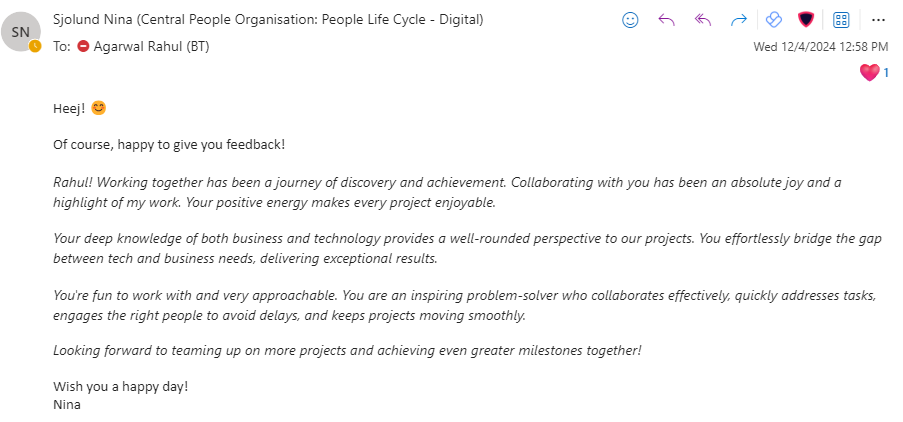 SN
Sjolund Nina (Central People Organisation: People Life Cycle - Digital)
To: Agarwal Rahul (BT)
Wed 12/4/2024 12:58 PM
1
Heej! 😊
Of course, happy to give you feedback!
Rahul! Working together has been a journey of discovery and achievement. Collaborating with you has been an absolute joy and a
highlight of my work. Your positive energy makes every project enjoyable.
Your deep knowledge of both business and technology provides a well-rounded perspective to our projects. You effortlessly bridge the gap
between tech and business needs, delivering exceptional results.
You're fun to work with and very approachable. You are an inspiring problem-solver who collaborates effectively, quickly addresses tasks,
engages the right people to avoid delays, and keeps projects moving smoothly.
Looking forward to teaming up on more projects and achieving even greater milestones together!
Wish you a happy day!
Nina